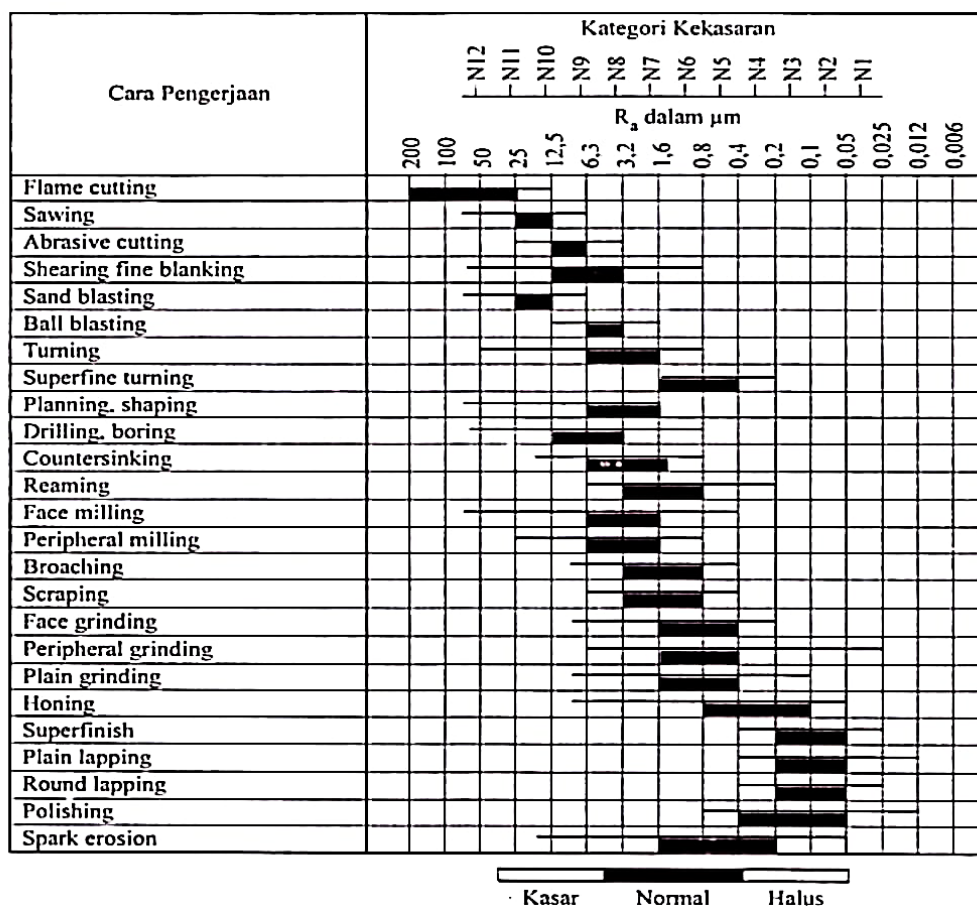 Cara Pengerjaan
Kategori Kekasaran
N12 N11 N10 N9 N8 N7 N6 N5 N4 N3 N2 N1
Ra dalam µm
200 100 50 25 12,5 6,3 3,2 1,6 0,8 0,4 0,2 0,1 0,05 0,025 0,012 0,006
Flame cutting
Sawing
Abrasive cutting
Shearing fine blanking
Sand blasting
Ball blasting
Turning
Superfine turning
Planning, shaping
Drilling, boring
Countersinking
Reaming
Face milling
Peripheral milling
Broaching
Scraping
Face grinding
Peripheral grinding
Plain grinding
Honing
Superfinish
Plain lapping
Round lapping
Polishing
Spark erosion
Kasar Normal Halus